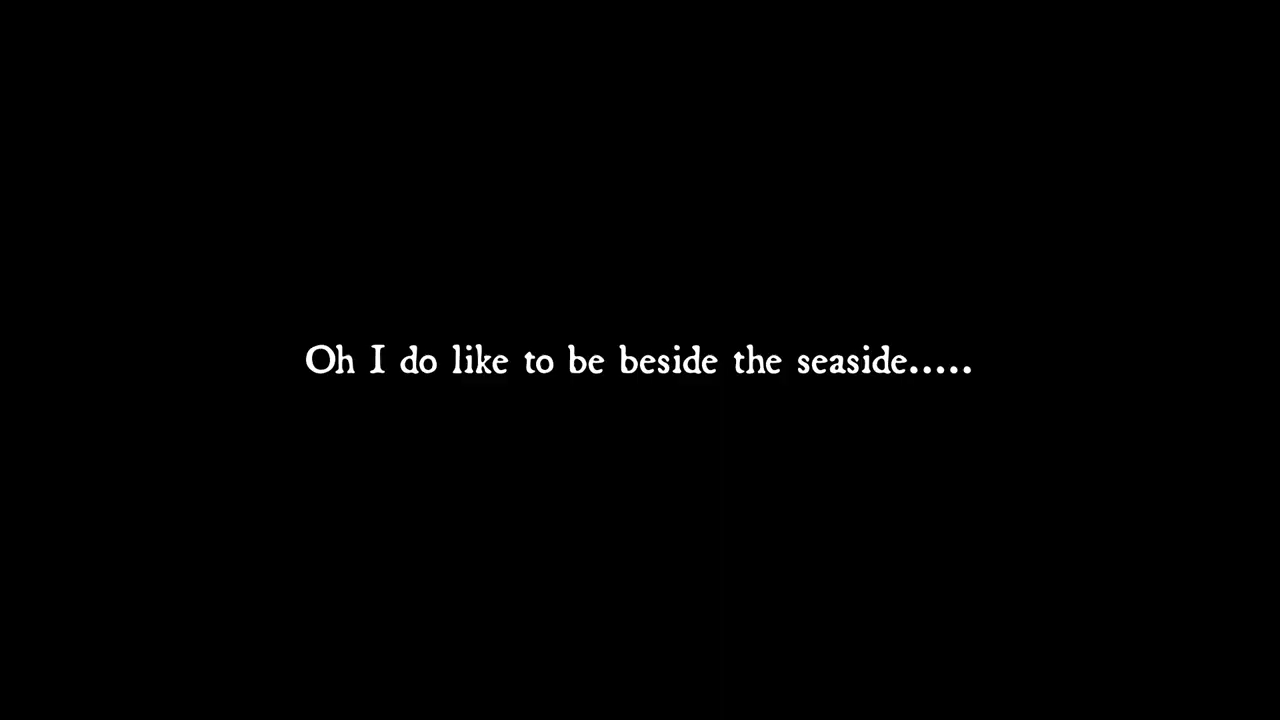 Oh I do like to be beside the seaside.....